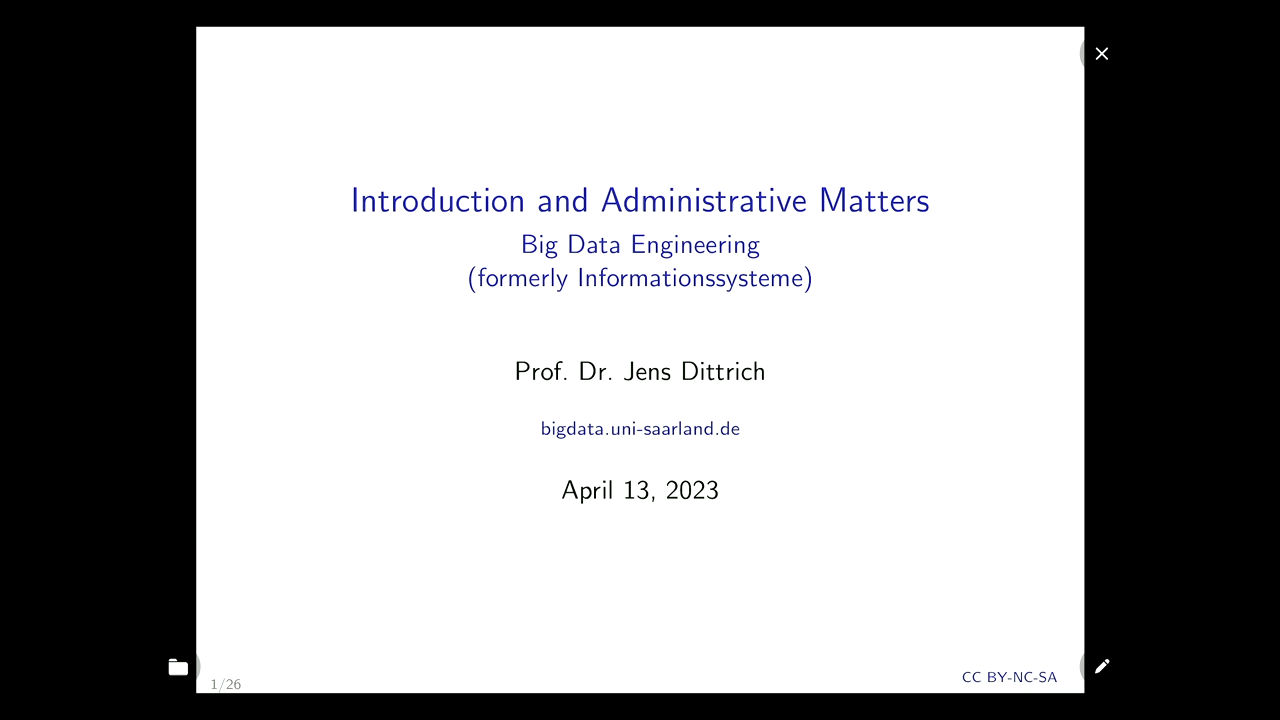 Introduction and Administrative Matters
Big Data Engineering
(formerly Informationssysteme)
Prof. Dr. Jens Dittrich
bigdata.uni-saarland.de
April 13, 2023
1/26
CC BY-NC-SA